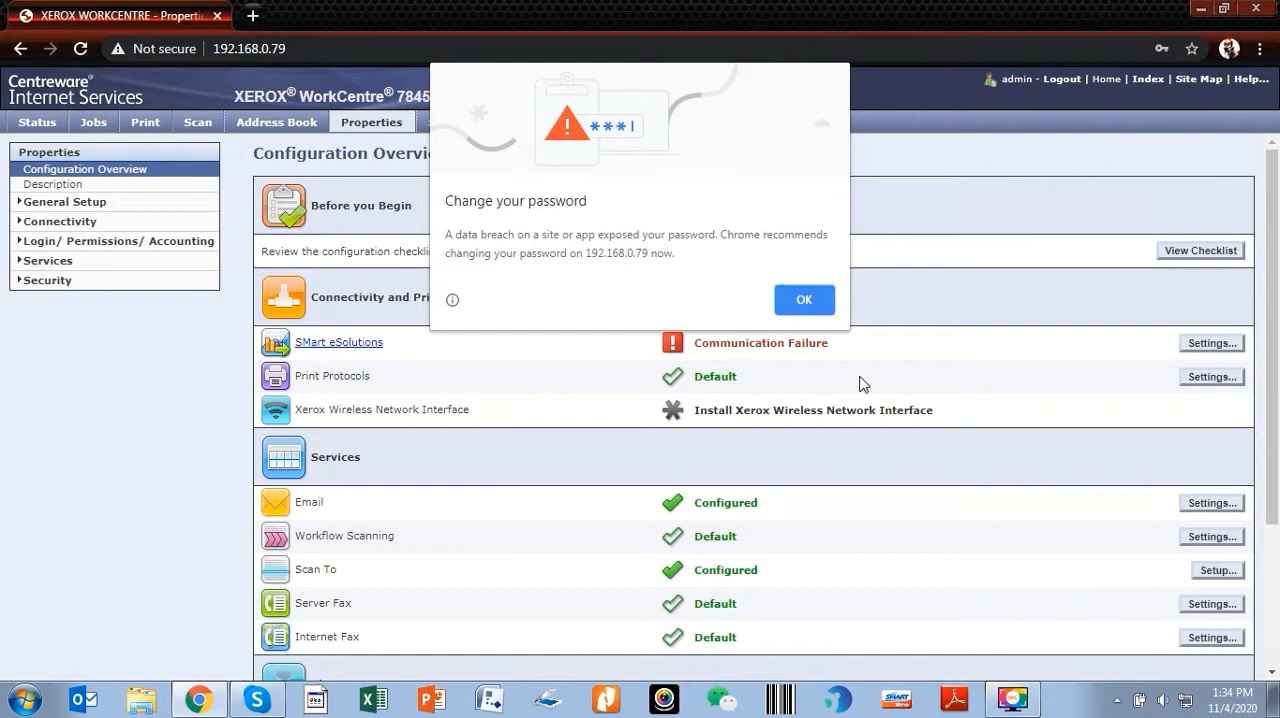 XEROX WORKCENTRE - Properti
Not secure 192.168.0.79
Centreware®
Internet Services
XEROX® WorkCentre® 7845
admin - Logout | Home | Index | Site Map | Help...
Status Jobs Print Scan Address Book Properties
Properties
Configuration Overview
Description
General Setup
Connectivity
Login/ Permissions/ Accounting
Services
Security
Configuration Overvi
Before you Begin
Review the configuration checkli
View Checklist
Connectivity and Pri
***|
Change your password
A data breach on a site or app exposed your password. Chrome recommends
changing your password on 192.168.0.79 now.
OK
SMart eSolutions Communication Failure Settings...
Print Protocols Default Settings...
Xerox Wireless Network Interface Install Xerox Wireless Network Interface
Services
Email Configured Settings...
Workflow Scanning Default Settings...
Scan To Configured Setup...
Server Fax Default Settings...
Internet Fax Default Settings...
1:34 PM
11/4/2020